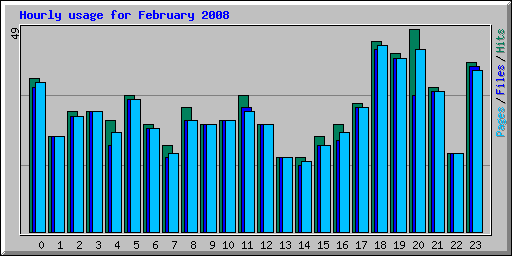 Hourly usage for February 2008
49
Pages / Files / Hits
0 1 2 3 4 5 6 7 8 9 10 11 12 13 14 15 16 17 18 19 20 21 22 23